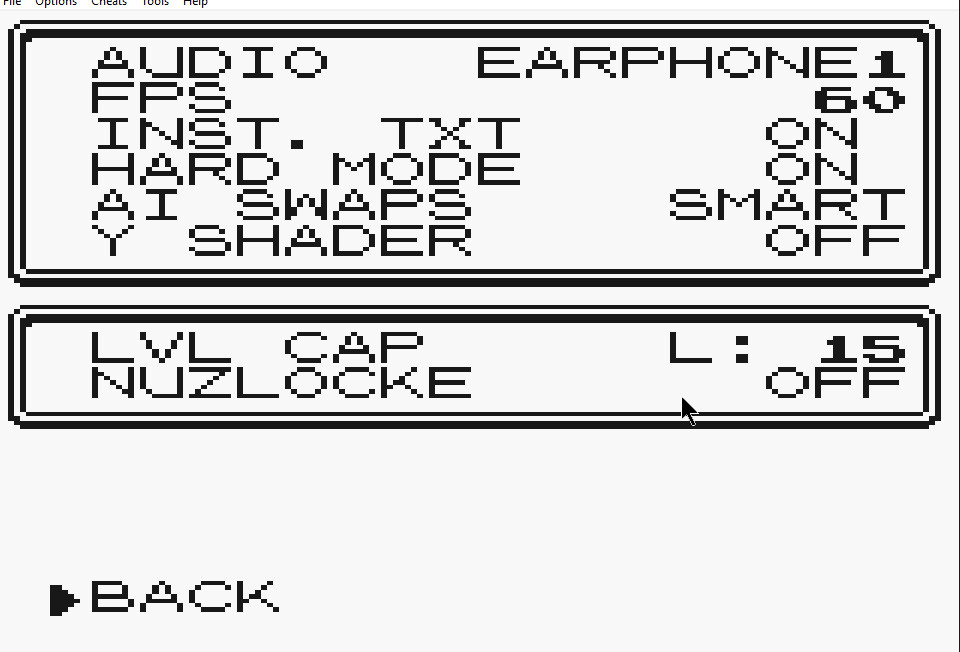 File Options Cheats Tools Help
AUDIO EARPHONE1
FPS 60
INST. TXT ON
HARD MODE ON
AI SWAPS SMART
Y SHADER OFF
LVL CAP L: 15
NUZLOCKE OFF
▶BACK